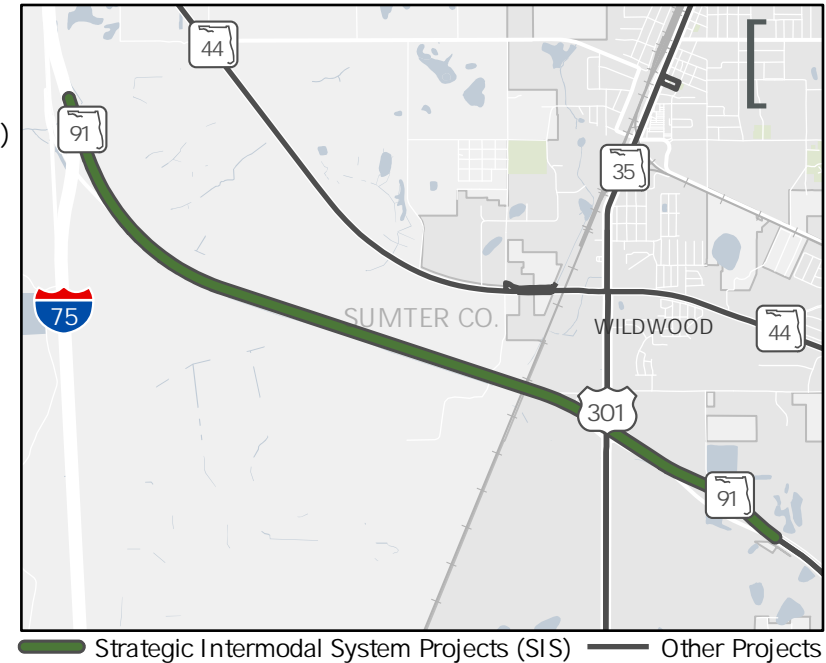 44
)
91
35
75
SUMTER CO.
WILDWOOD
44
301
91
Strategic Intermodal System Projects (SIS)
Other Projects